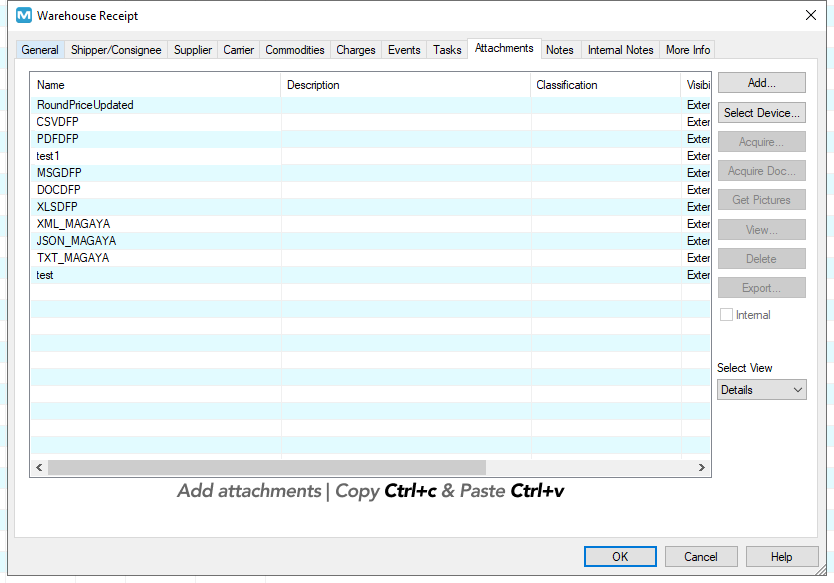 Warehouse Receipt
General Shipper/Consignee Supplier Carrier Commodities Charges Events Tasks Attachments Notes Internal Notes More Info
Name Description Classification Visibi
RoundPriceUpdated Exter
CSVDFP Exter
PDFDFP Exter
test1 Exter
MSGDFP Exter
DOCDFP Exter
XLSDFP Exter
XML_MAGAYA Exter
JSON_MAGAYA Exter
TXT_MAGAYA Exter
test Exter
Add...
Select Device...
Acquire...
Acquire Doc...
Get Pictures
View...
Delete
Export...
Internal
Select View
Details
Add attachments | Copy Ctrl+c & Paste Ctrl+v
OK Cancel Help